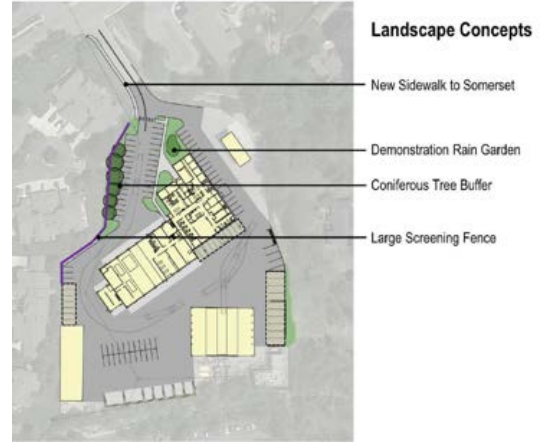 Landscape Concepts
New Sidewalk to Somerset
Demonstration Rain Garden
Coniferous Tree Buffer
Large Screening Fence